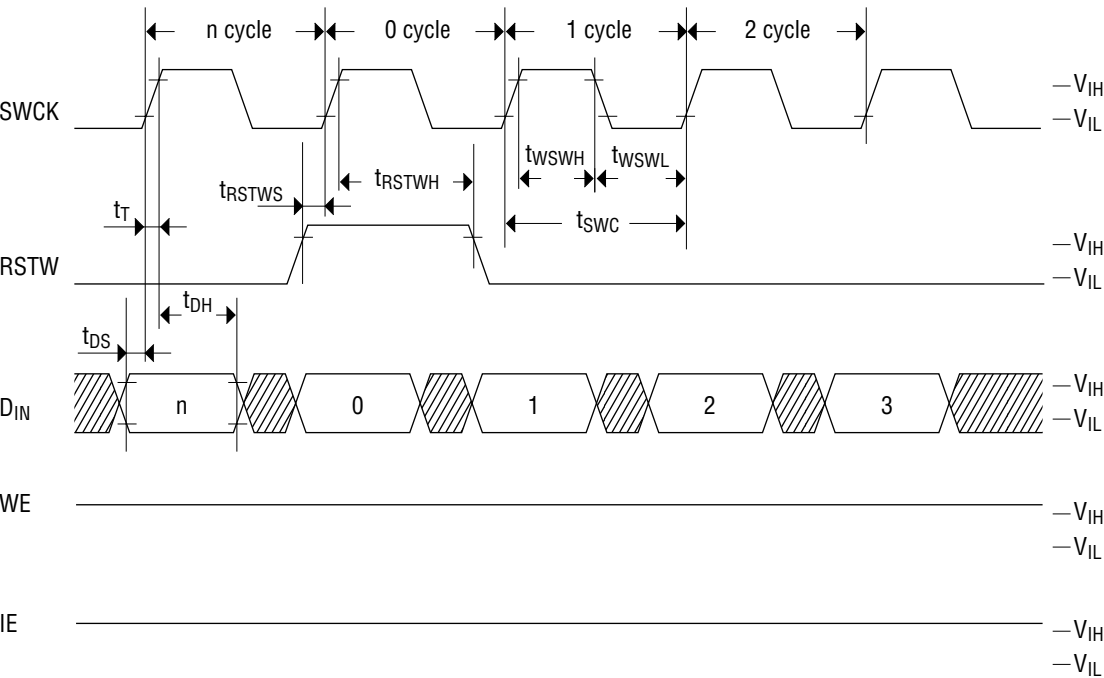 n cycle 0 cycle 1 cycle 2 cycle
VIH
SWCK
VIL
tWSWH tWSWL
tRSTWS tRSTWH
tT
tSWC
VIH
RSTW
VIL
tDH
tDS
VIH
DIN n 0 1 2 3
VIL
WE
VIH
VIL
IE
VIH
VIL